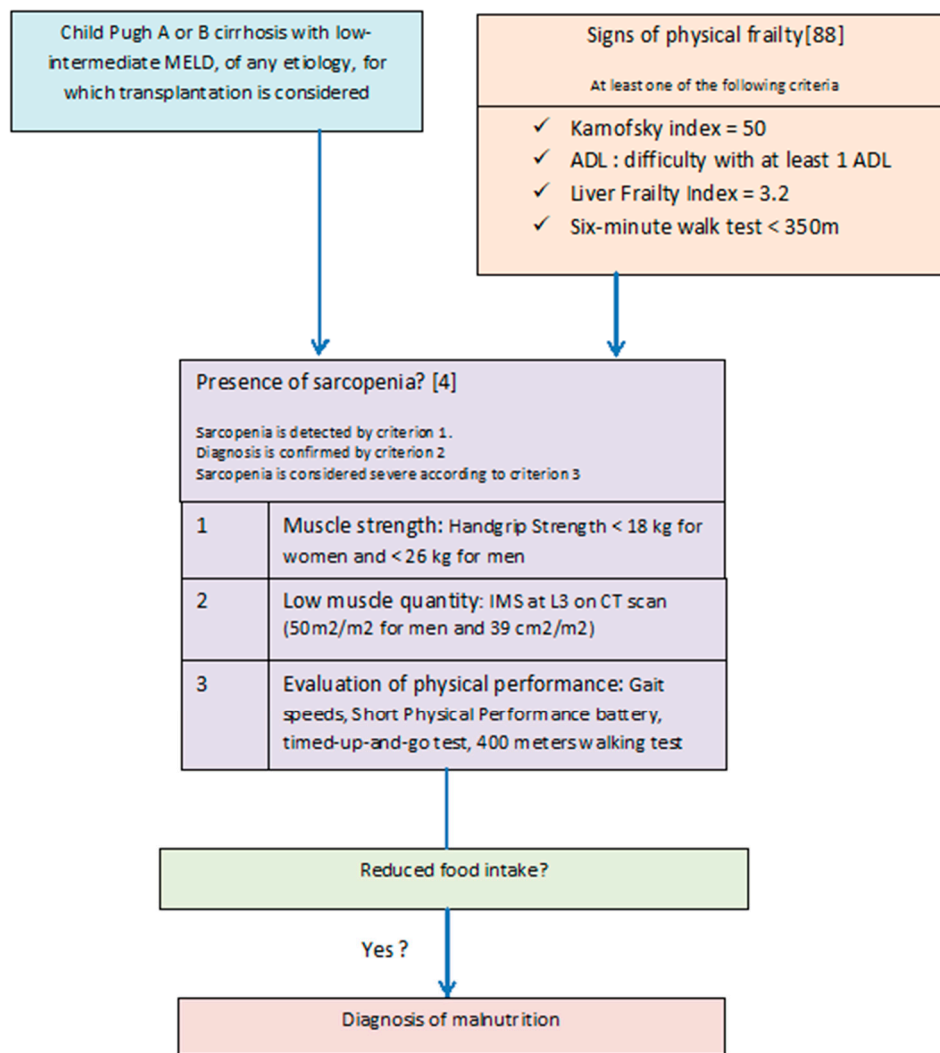 Child Pugh A or B cirrhosis with low-
intermediate MELD, of any etiology, for
which transplantation is considered
Signs of physical frailty[88]
At least one of the following criteria
✓ Karnofsky index = 50
✓ ADL : difficulty with at least 1 ADL
✓ Liver Frailty Index = 3.2
✓ Six-minute walk test < 350m
Presence of sarcopenia? [4]
Sarcopenia is detected by criterion 1.
Diagnosis is confirmed by criterion 2
Sarcopenia is considered severe according to criterion 3
1 Muscle strength: Handgrip Strength < 18 kg for
women and < 26 kg for men
2 Low muscle quantity: IMS at L3 on CT scan
(50m2/m2 for men and 39 cm2/m2)
3 Evaluation of physical performance: Gait
speeds, Short Physical Performance battery,
timed-up-and-go test, 400 meters walking test
Reduced food intake?
Yes ?
Diagnosis of malnutrition